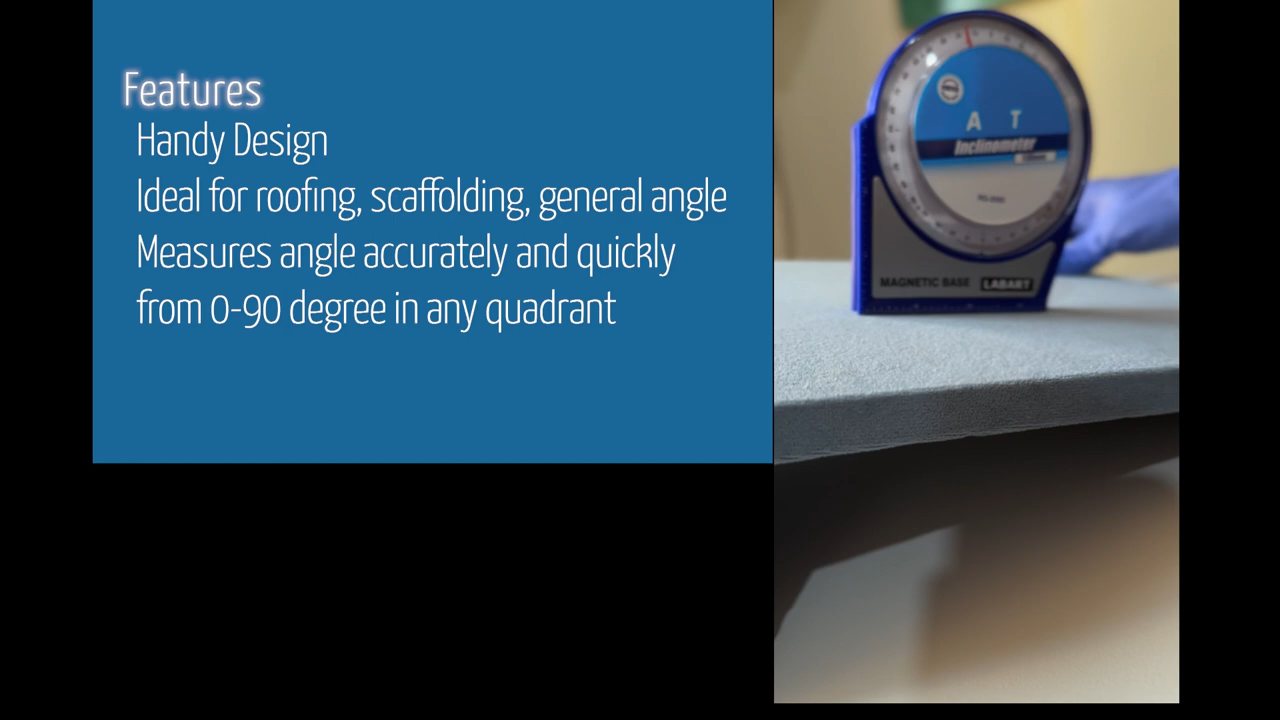 Features
Handy Design
Ideal for roofing, scaffolding, general angle
Measures angle accurately and quickly
from 0-90 degree in any quadrant
A T
Inclinometer
MAGNETIC BASE LABART